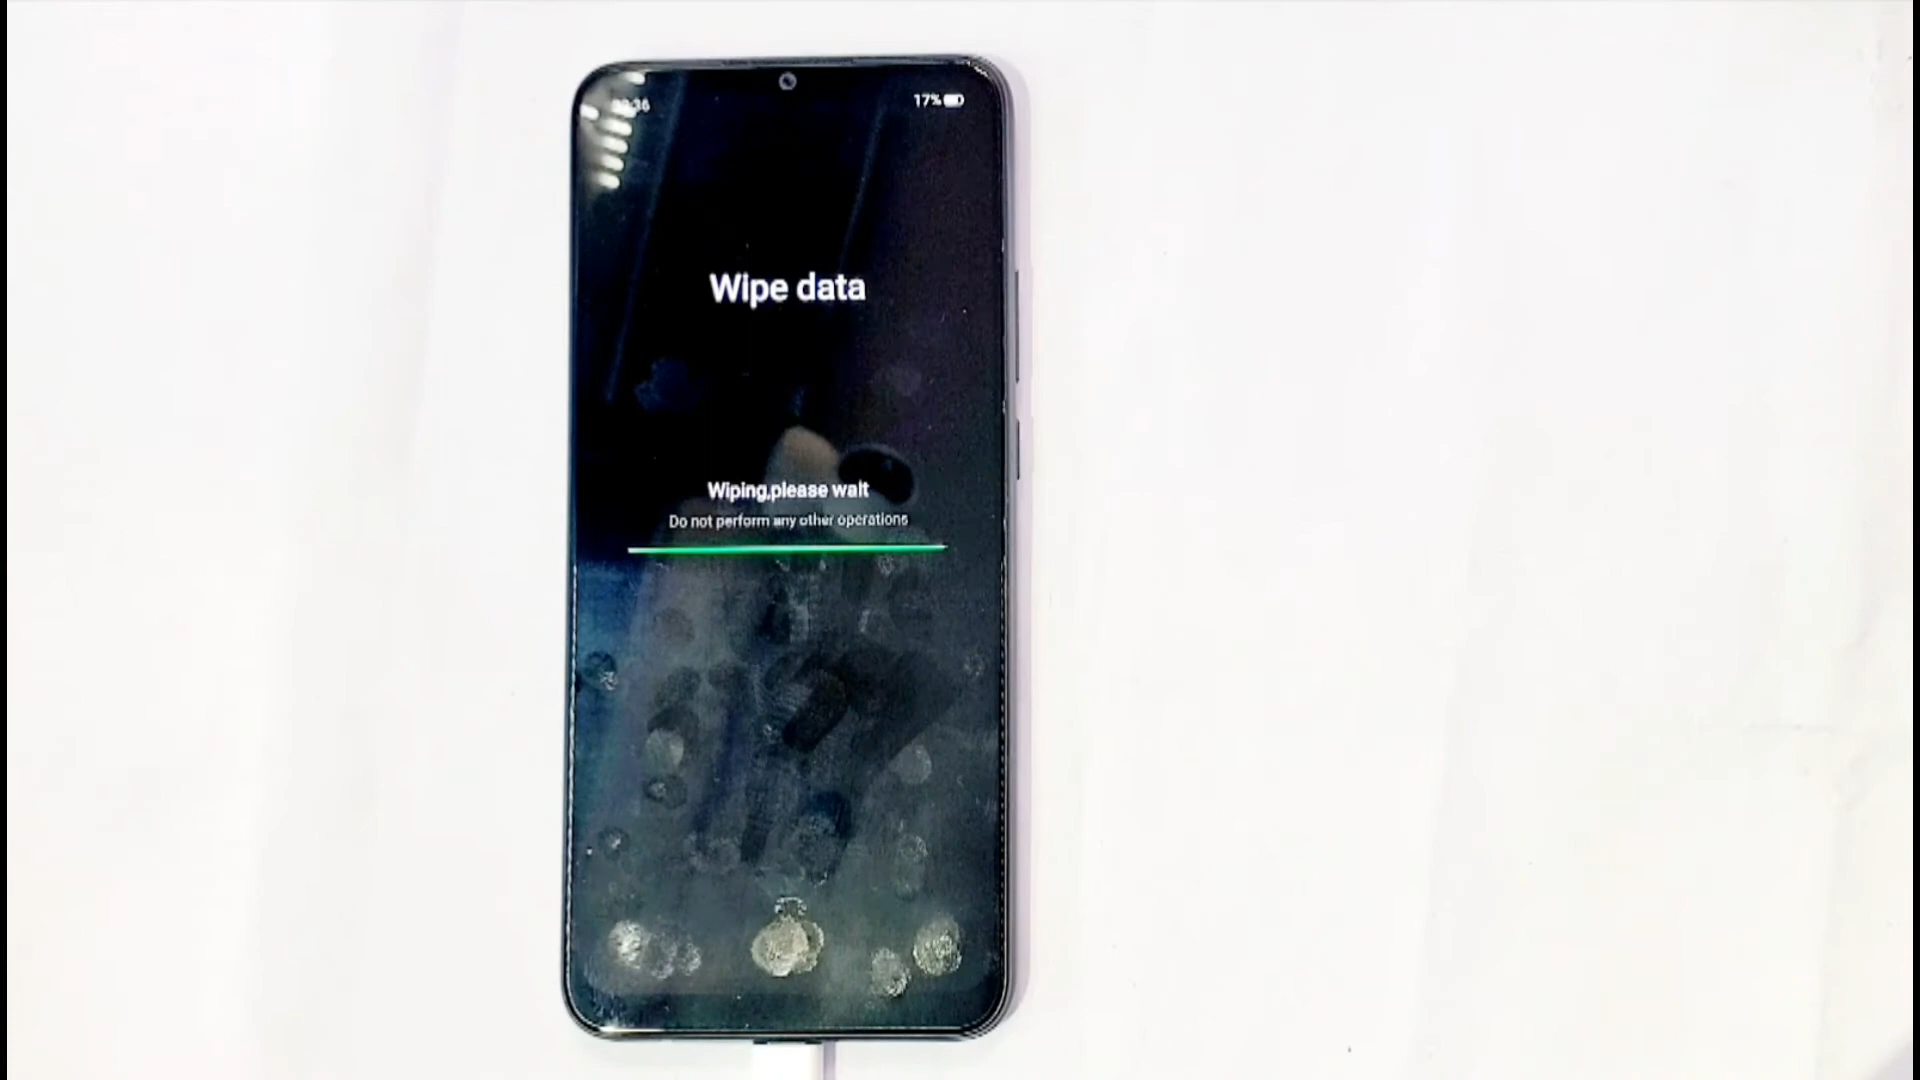 17%
Wipe data
Wiping,please wait
Do not perform any other operations